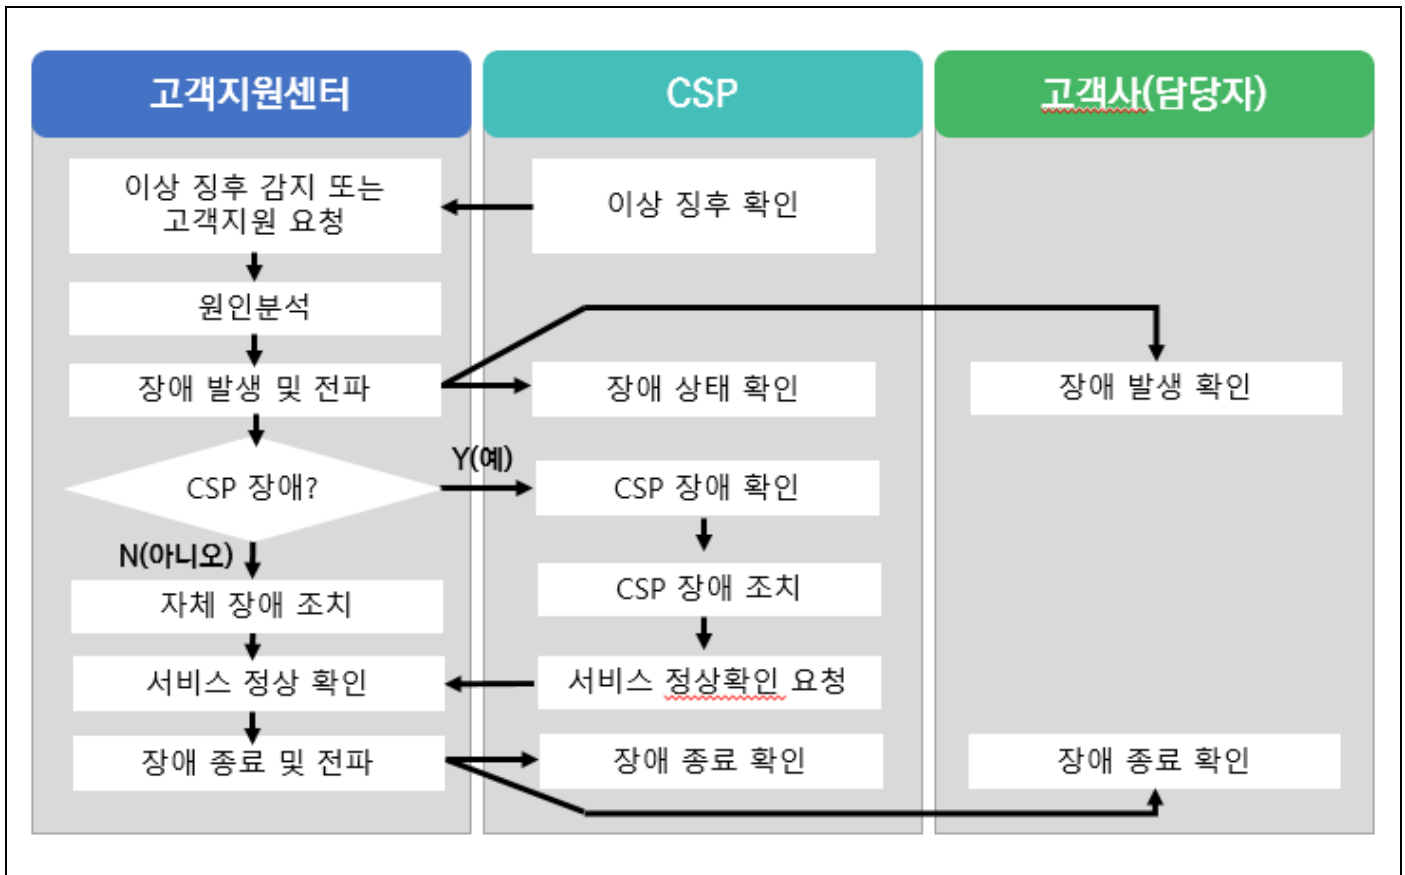 고객지원센터
CSP
고객사(담당자)
이상 징후 감지 또는
고객지원 요청
이상 징후 확인
원인분석
장애 발생 및 전파
장애 상태 확인
장애 발생 확인
CSP 장애?
Y(예)
CSP 장애 확인
N(아니오)
자체 장애 조치
CSP 장애 조치
서비스 정상 확인
서비스 정상확인 요청
장애 종료 및 전파
장애 종료 확인
장애 종료 확인